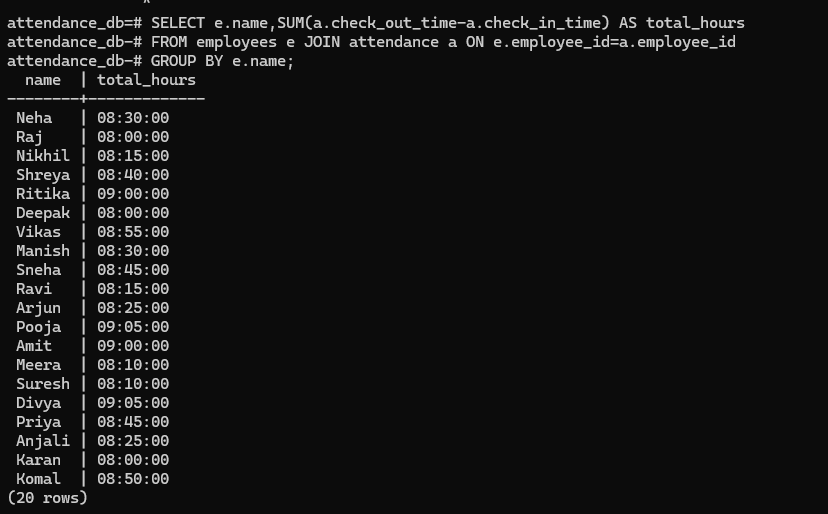 attendance_db=# SELECT e.name,SUM(a.check_out_time-a.check_in_time) AS total_hours
attendance_db-# FROM employees e JOIN attendance a ON e.employee_id=a.employee_id
attendance_db-# GROUP BY e.name;
  name  | total_hours
--------+-------------
 Neha   | 08:30:00
 Raj    | 08:00:00
 Nikhil | 08:15:00
 Shreya | 08:40:00
 Ritika | 09:00:00
 Deepak | 08:00:00
 Vikas  | 08:55:00
 Manish | 08:30:00
 Sneha  | 08:45:00
 Ravi   | 08:15:00
 Arjun  | 08:25:00
 Pooja  | 09:05:00
 Amit   | 09:00:00
 Meera  | 08:10:00
 Suresh | 08:10:00
 Divya  | 09:05:00
 Priya  | 08:45:00
 Anjali | 08:25:00
 Karan  | 08:00:00
 Komal  | 08:50:00
(20 rows)